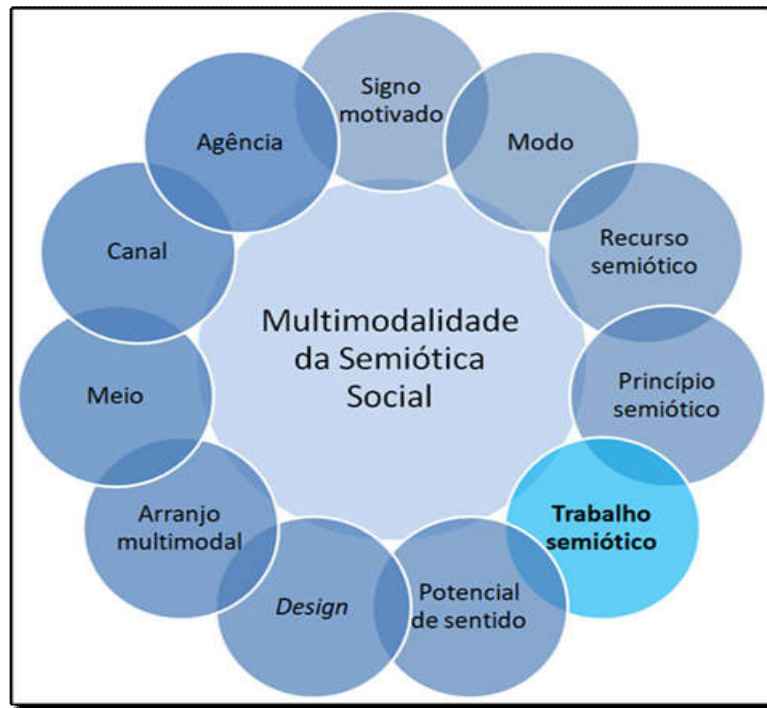 Signo
motivado
Modo
Recurso
semiótico
Princípio
semiótico
Trabalho
semiótico
Potencial
de sentido
Design
Arranjo
multimodal
Meio
Canal
Agência
Multimodalidade
da Semiótica
Social